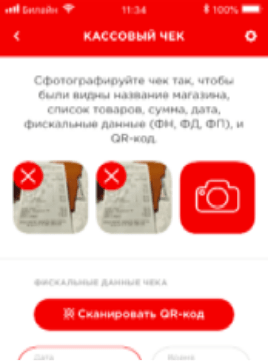 Билайн 11:34 100%
КАССОВЫЙ ЧЕК
Сфотографируйте чек так, чтобы
были видны название магазина,
список товаров, сумма, дата,
фискальные данные (ФН, ФД, ФП), и
QR-код.
ФИСКАЛЬНЫЕ ДАННЫЕ ЧЕКА
Сканировать QR-код
Дата Время